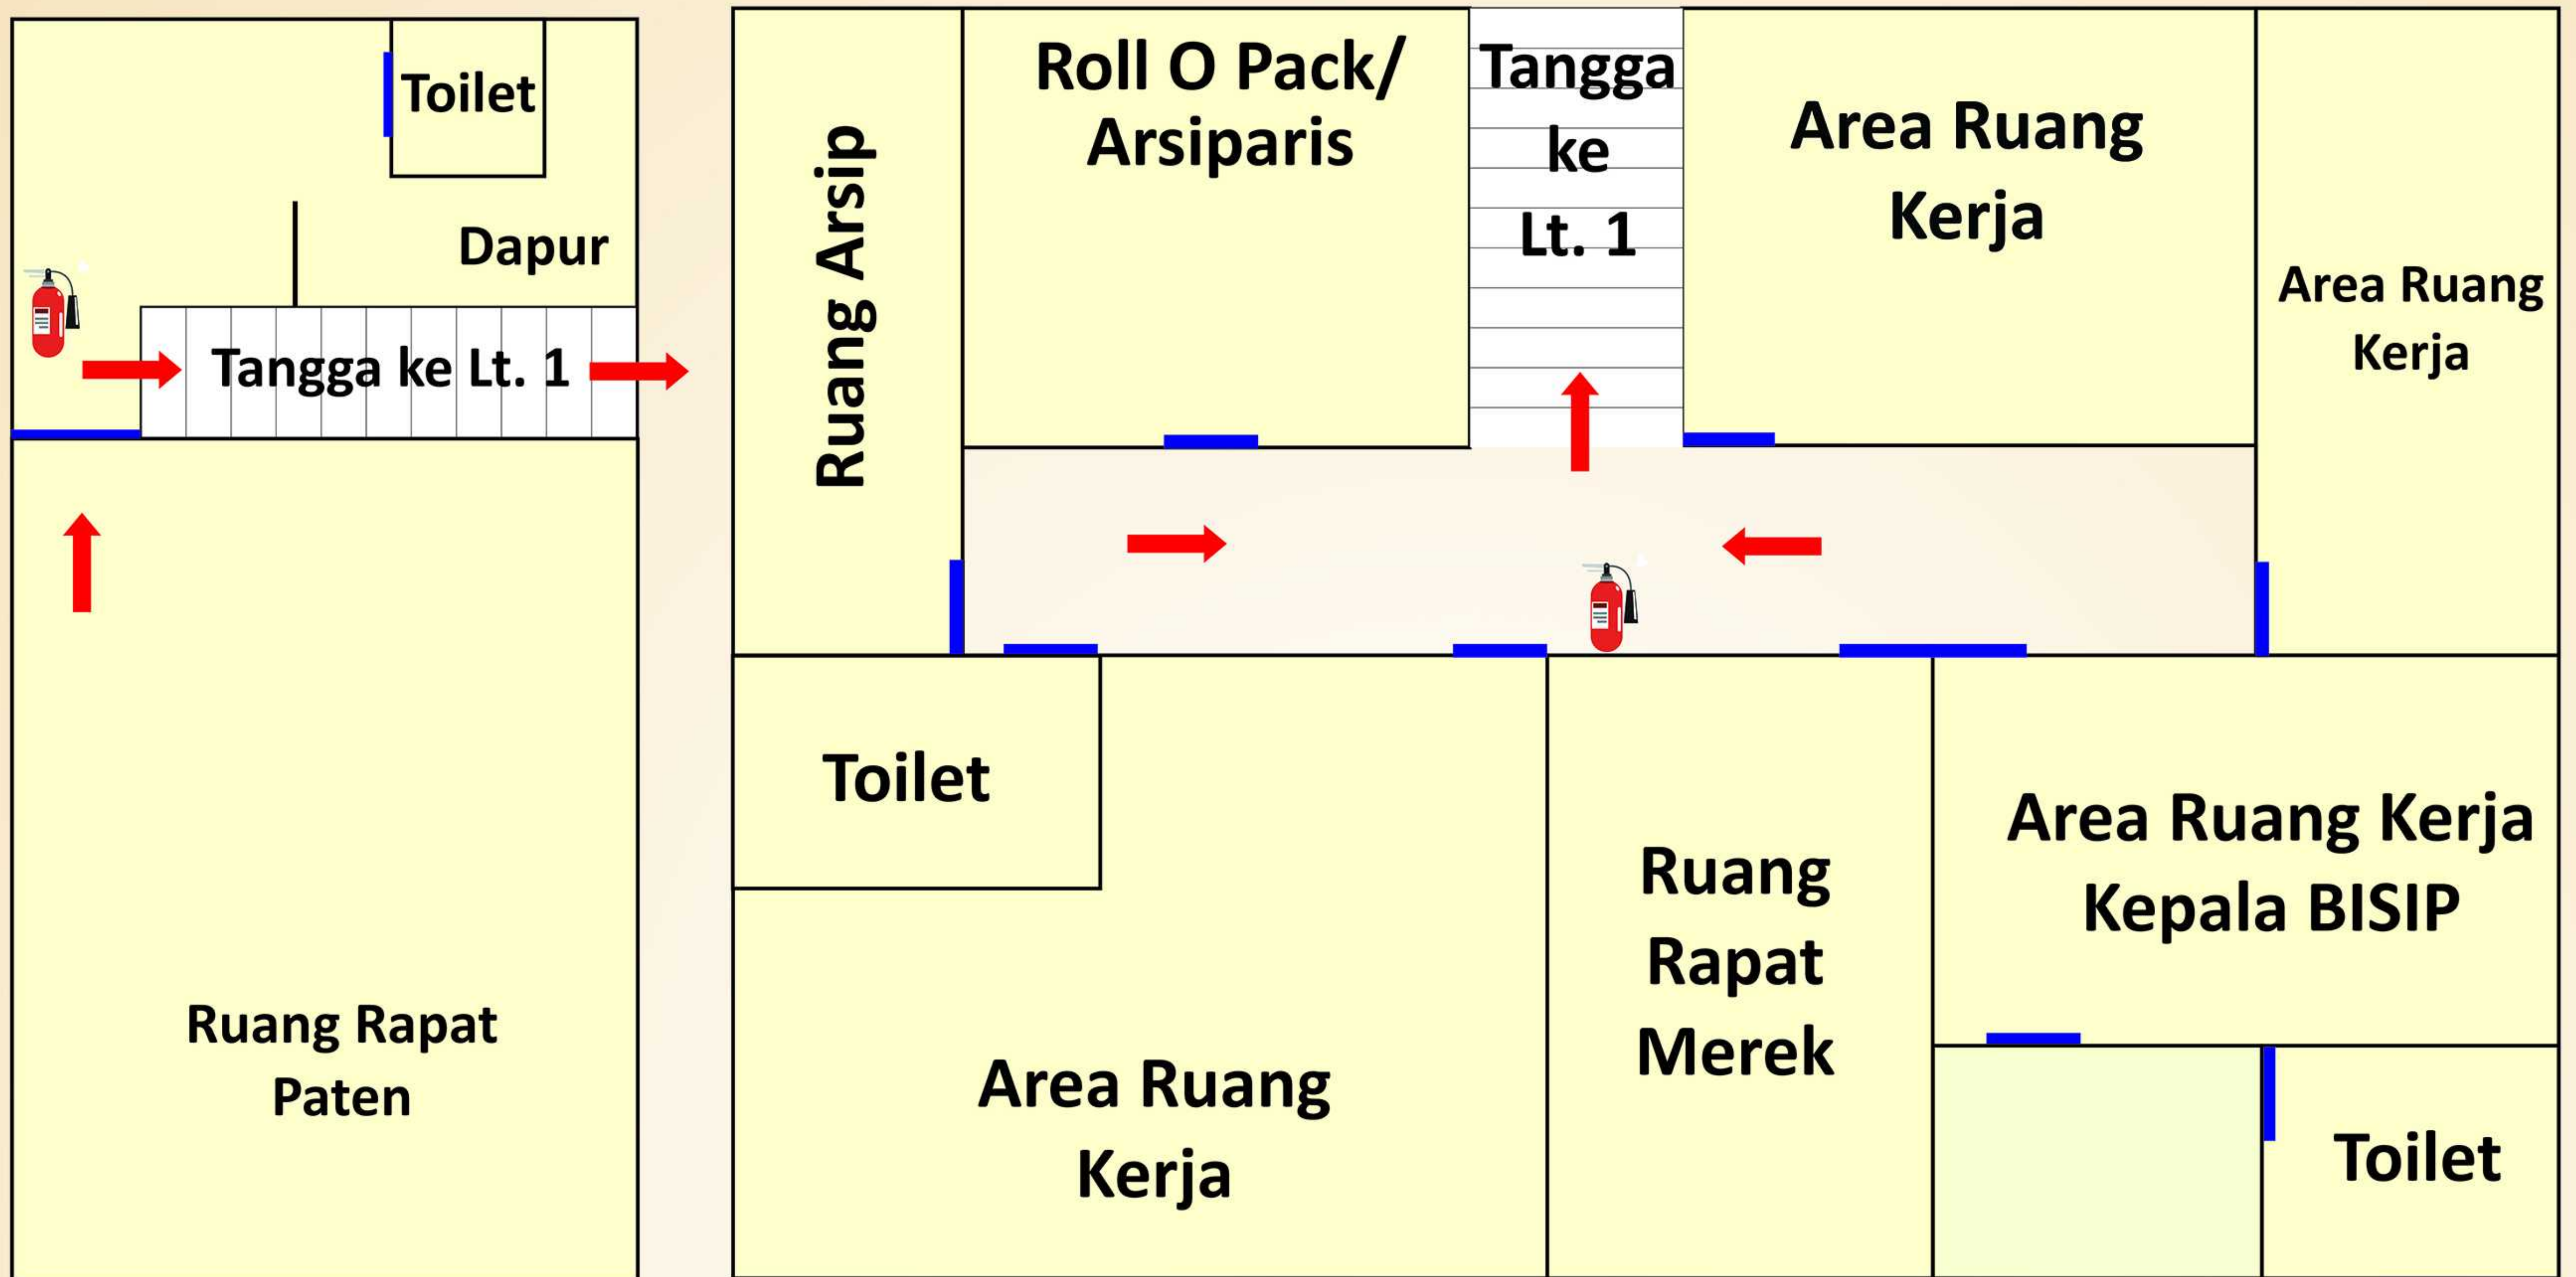 Toilet
Dapur
Tangga ke Lt. 1
Ruang Rapat
Paten
Ruang Arsip
Roll O Pack/
Arsiparis
Tangga
ke
Lt. 1
Area Ruang
Kerja
Area Ruang
Kerja
Toilet
Area Ruang
Kerja
Ruang
Rapat
Merek
Area Ruang Kerja
Kepala BISIP
Toilet